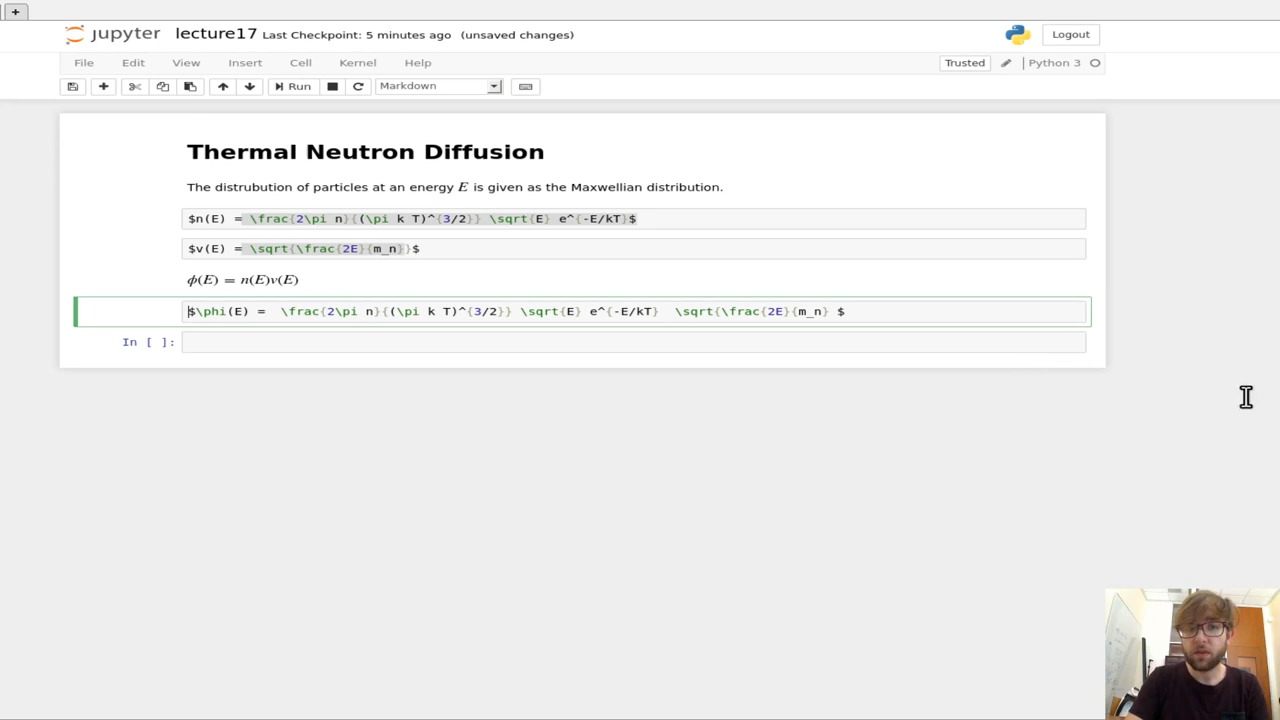 +
jupyter lecture17 Last Checkpoint: 5 minutes ago (unsaved changes) Logout
File Edit View Insert Cell Kernel Help Trusted Python 3
Run Markdown
Thermal Neutron Diffusion
The distrubution of particles at an energy E is given as the Maxwellian distribution.
$n(E) = \frac{2\pi n}{(\pi k T)^{3/2}} \sqrt{E} e^{-E/kT}$
$v(E) = \sqrt{\frac{2E}{m_n}}$
ϕ(E) = n(E)v(E)
$\phi(E) =  \frac{2\pi n}{(\pi k T)^{3/2}} \sqrt{E} e^{-E/kT}  \sqrt{\frac{2E}{m_n} $
In [ ]: